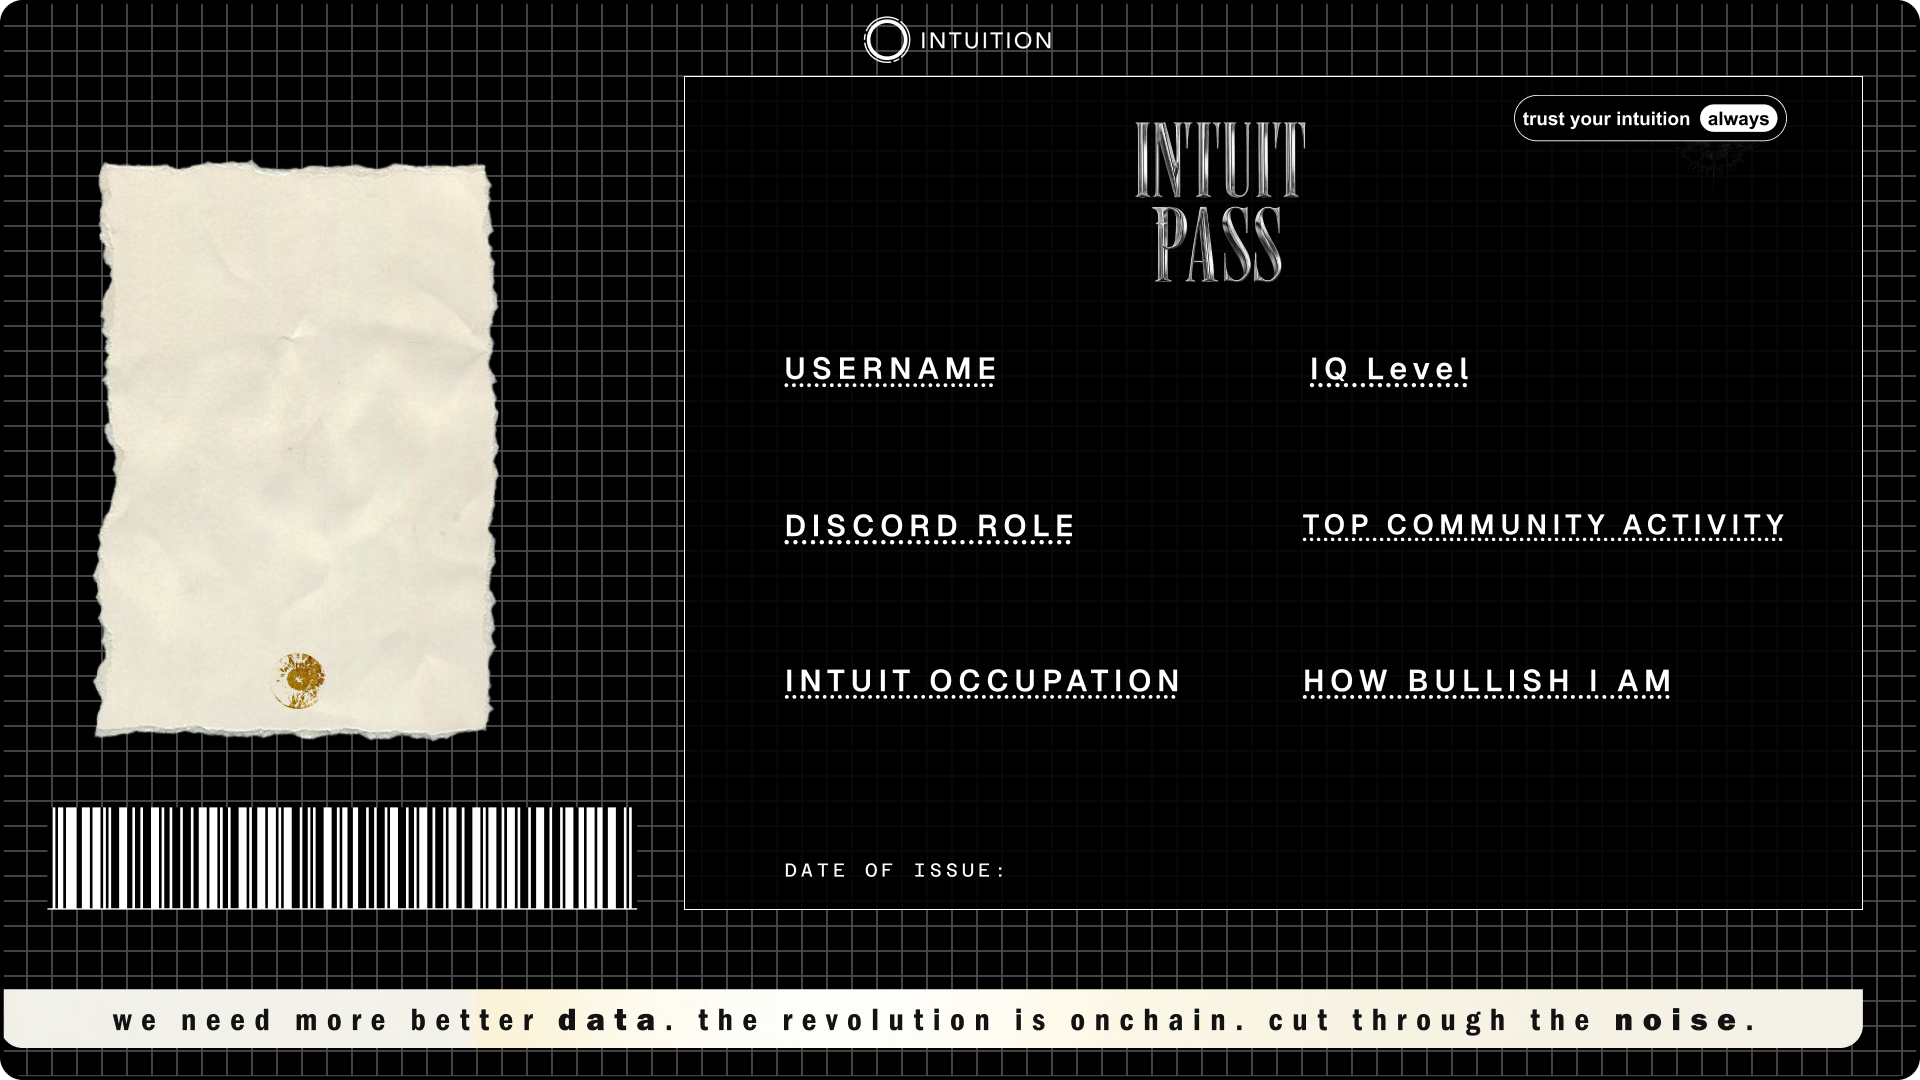 INTUITION
trust your intuition always
INTUIT
PASS
USERNAME
IQ Level
DISCORD ROLE
TOP COMMUNITY ACTIVITY
INTUIT OCCUPATION
HOW BULLISH I AM
DATE OF ISSUE:
we need more better data. the revolution is onchain. cut through the noise.